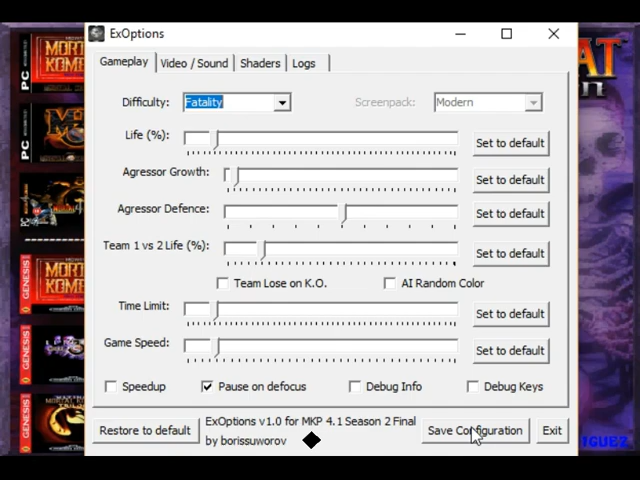 ExOptions
Gameplay
Video / Sound
Shaders
Logs
Difficulty:
Fatality
Screenpack:
Modern
Life (%):
Set to default
Agressor Growth:
Set to default
Agressor Defence:
Set to default
Team 1 vs 2 Life (%):
Set to default
Team Lose on K.O.
AI Random Color
Time Limit:
Set to default
Game Speed:
Set to default
Speedup
Pause on defocus
Debug Info
Debug Keys
Restore to default
ExOptions v1.0 for MKP 4.1 Season 2 Final
by borissuworov
Save Configuration
Exit
PC
PC
PC
GENESIS
GENESIS
GENESIS